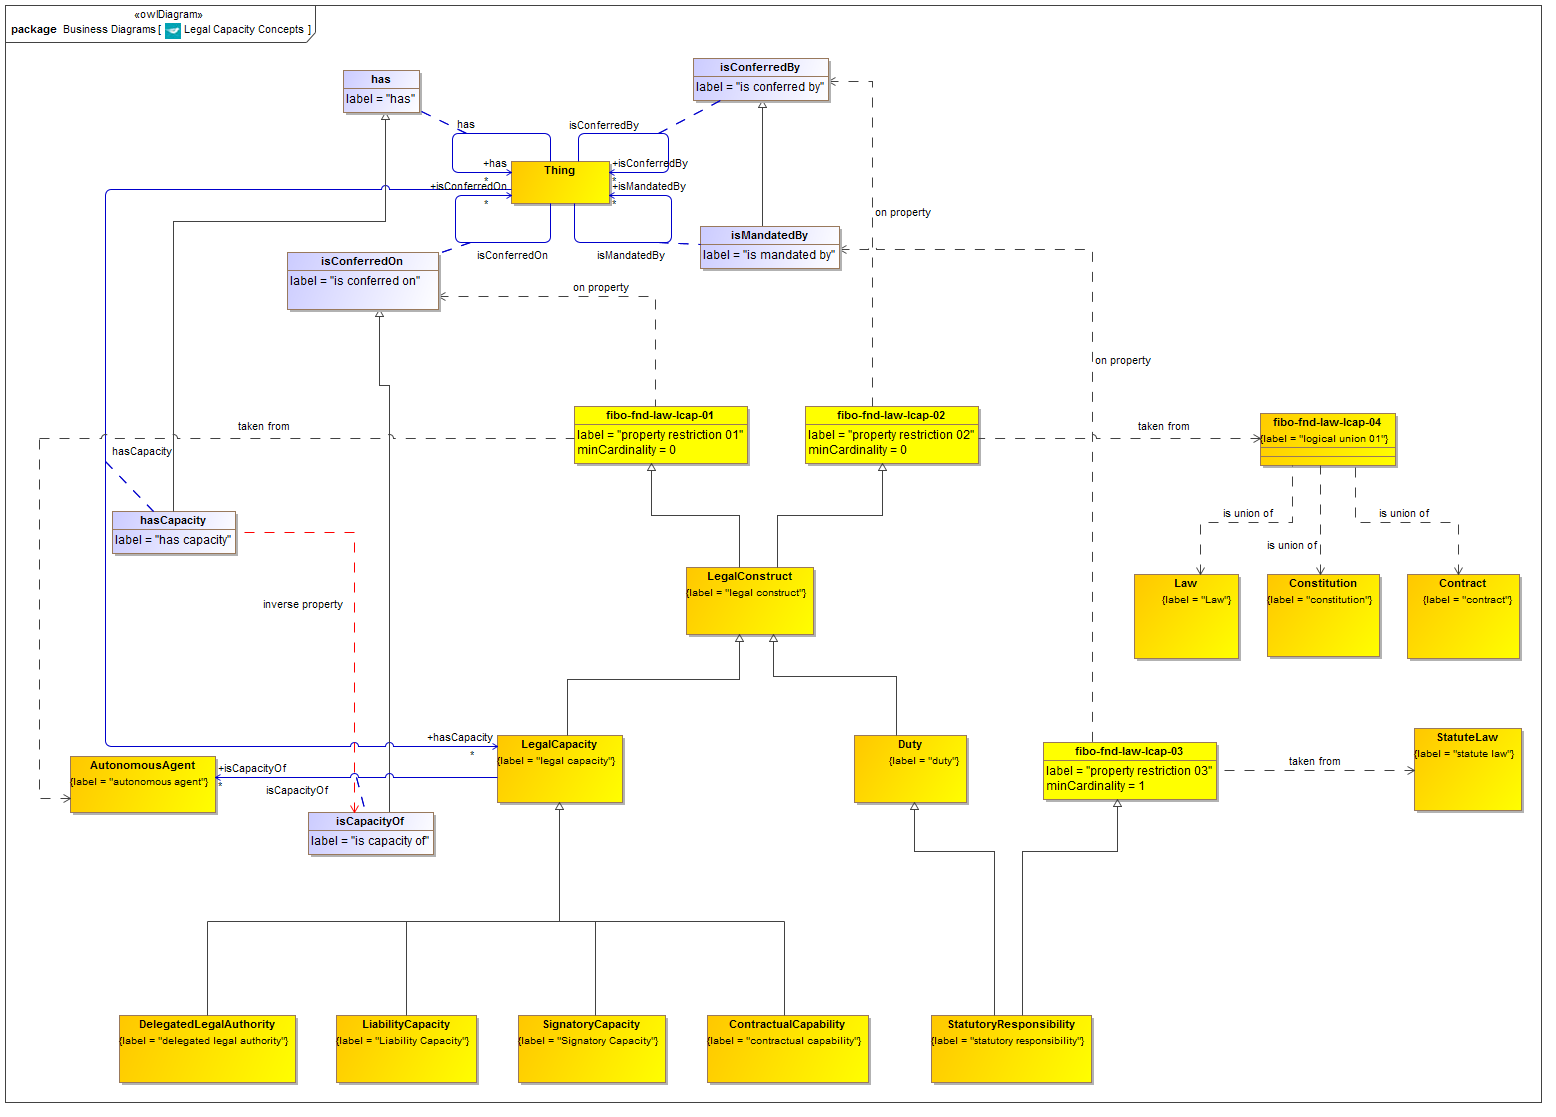 «owlDiagram»
package Business Diagrams [ Legal Capacity Concepts ]
has
label = "has"
isConferredBy
label = "is conferred by"
has
isConferredBy
+has
*
Thing
+isConferredBy
*
+isConferredOn
*
+isMandatedBy
*
on property
isMandatedBy
label = "is mandated by"
isConferredOn
isMandatedBy
isConferredOn
label = "is conferred on"
on property
on property
fibo-fnd-law-lcap-01
label = "property restriction 01"
minCardinality = 0
fibo-fnd-law-lcap-02
label = "property restriction 02"
minCardinality = 0
taken from
taken from
fibo-fnd-law-lcap-04
{label = "logical union 01"}
hasCapacity
hasCapacity
label = "has capacity"
is union of
is union of
is union of
inverse property
LegalConstruct
{label = "legal construct"}
Law
{label = "Law"}
Constitution
{label = "constitution"}
Contract
{label = "contract"}
+hasCapacity
*
LegalCapacity
{label = "legal capacity"}
Duty
{label = "duty"}
fibo-fnd-law-lcap-03
label = "property restriction 03"
minCardinality = 1
taken from
StatuteLaw
{label = "statute law"}
AutonomousAgent
{label = "autonomous agent"}
+isCapacityOf
*
isCapacityOf
isCapacityOf
label = "is capacity of"
DelegatedLegalAuthority
{label = "delegated legal authority"}
LiabilityCapacity
{label = "Liability Capacity"}
SignatoryCapacity
{label = "Signatory Capacity"}
ContractualCapability
{label = "contractual capability"}
StatutoryResponsibility
{label = "statutory responsibility"}